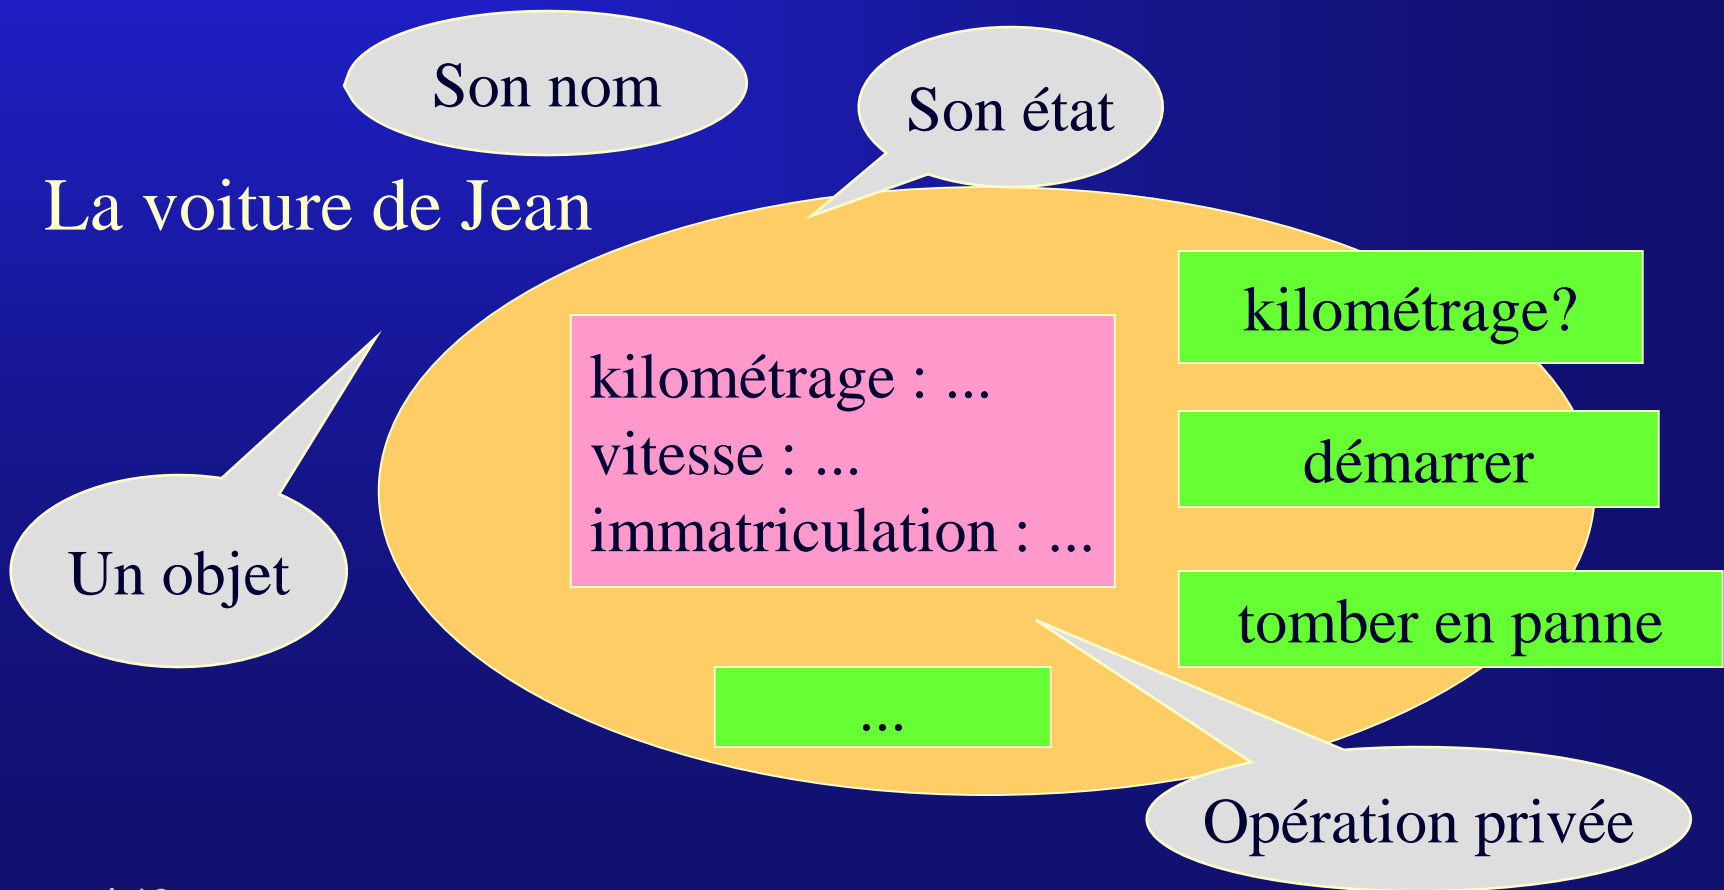 Son nom
Son état
La voiture de Jean
kilométrage?
kilométrage : ...
vitesse : ...
immatriculation : ...
démarrer
Un objet
tomber en panne
...
Opération privée